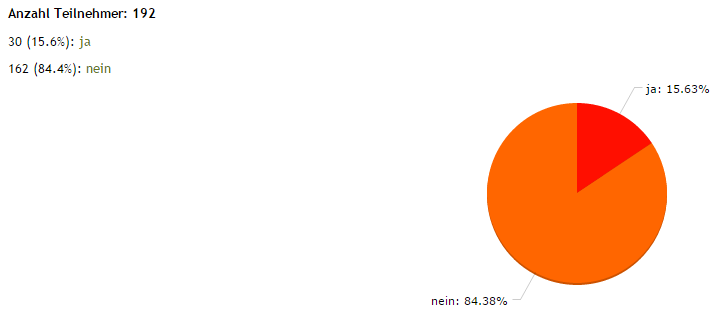 Anzahl Teilnehmer: 192
30 (15.6%): ja
162 (84.4%): nein
ja: 15.63%
nein: 84.38%